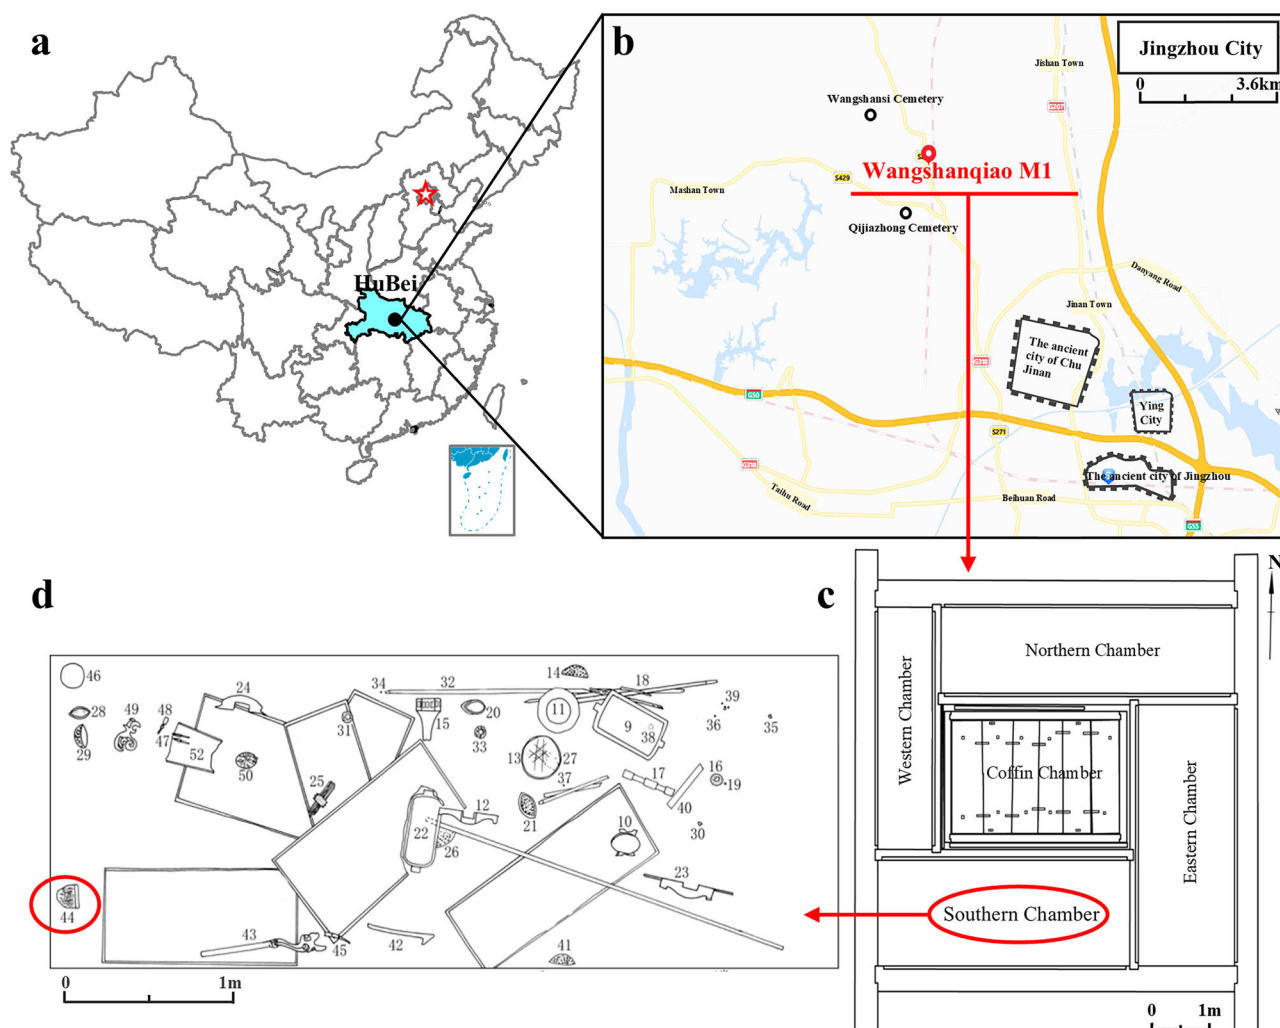 a
HuBei
b
Jingzhou City
0 3.6km
Jishan Town
G207
Wangshansi Cemetery
Wangshanqiao M1
S429
Mashan Town
Qijiazhong Cemetery
Danyang Road
Jinan Town
The ancient
city of Chu
Jinan
G318
G50
Ying
City
S271
G318
The ancient city of Jingzhou
Taihu Road
Beihuan Road
G55
d
46
24
34
32
14
18
39
28
49
48
31
15
20
11
9
38
36
35
29
47
52
33
13
27
50
25
37
17
16
19
12
21
40
22
26
10
30
23
44
43
45
42
41
0 1m
c
N
Northern Chamber
Western Chamber
Coffin Chamber
Eastern Chamber
Southern Chamber
0 1m